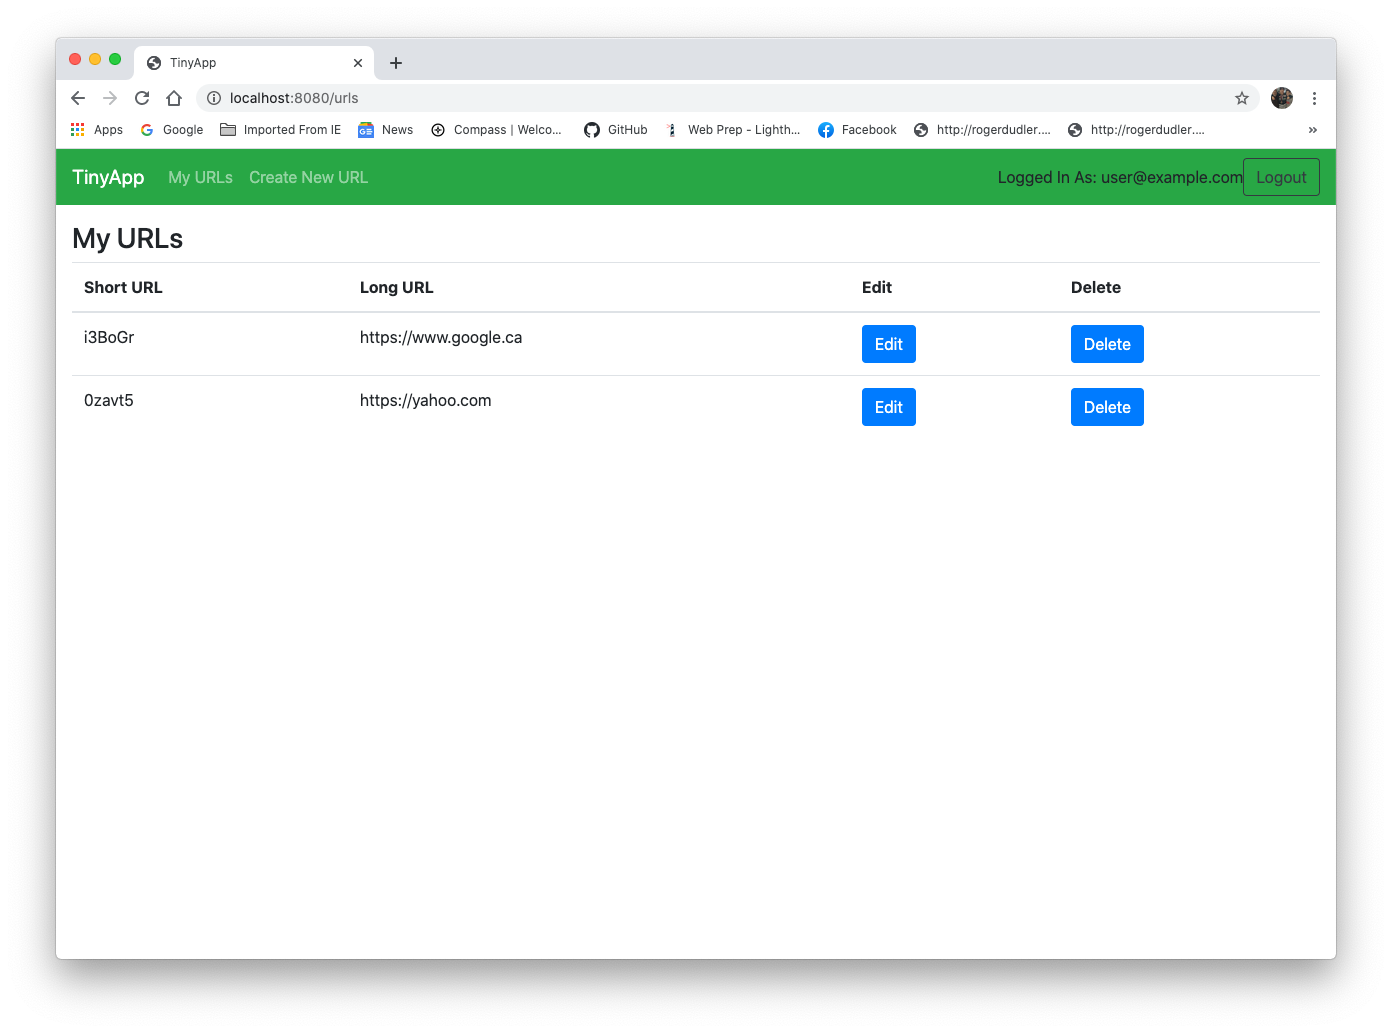 TinyApp
localhost:8080/urls
Apps Google Imported From IE News Compass | Welco... GitHub Web Prep - Lighth... Facebook http://rogerdudler.... http://rogerdudler.... »
TinyApp My URLs Create New URL Logged In As: user@example.com Logout
My URLs
Short URL Long URL Edit Delete
i3BoGr https://www.google.ca Edit Delete
0zavt5 https://yahoo.com Edit Delete